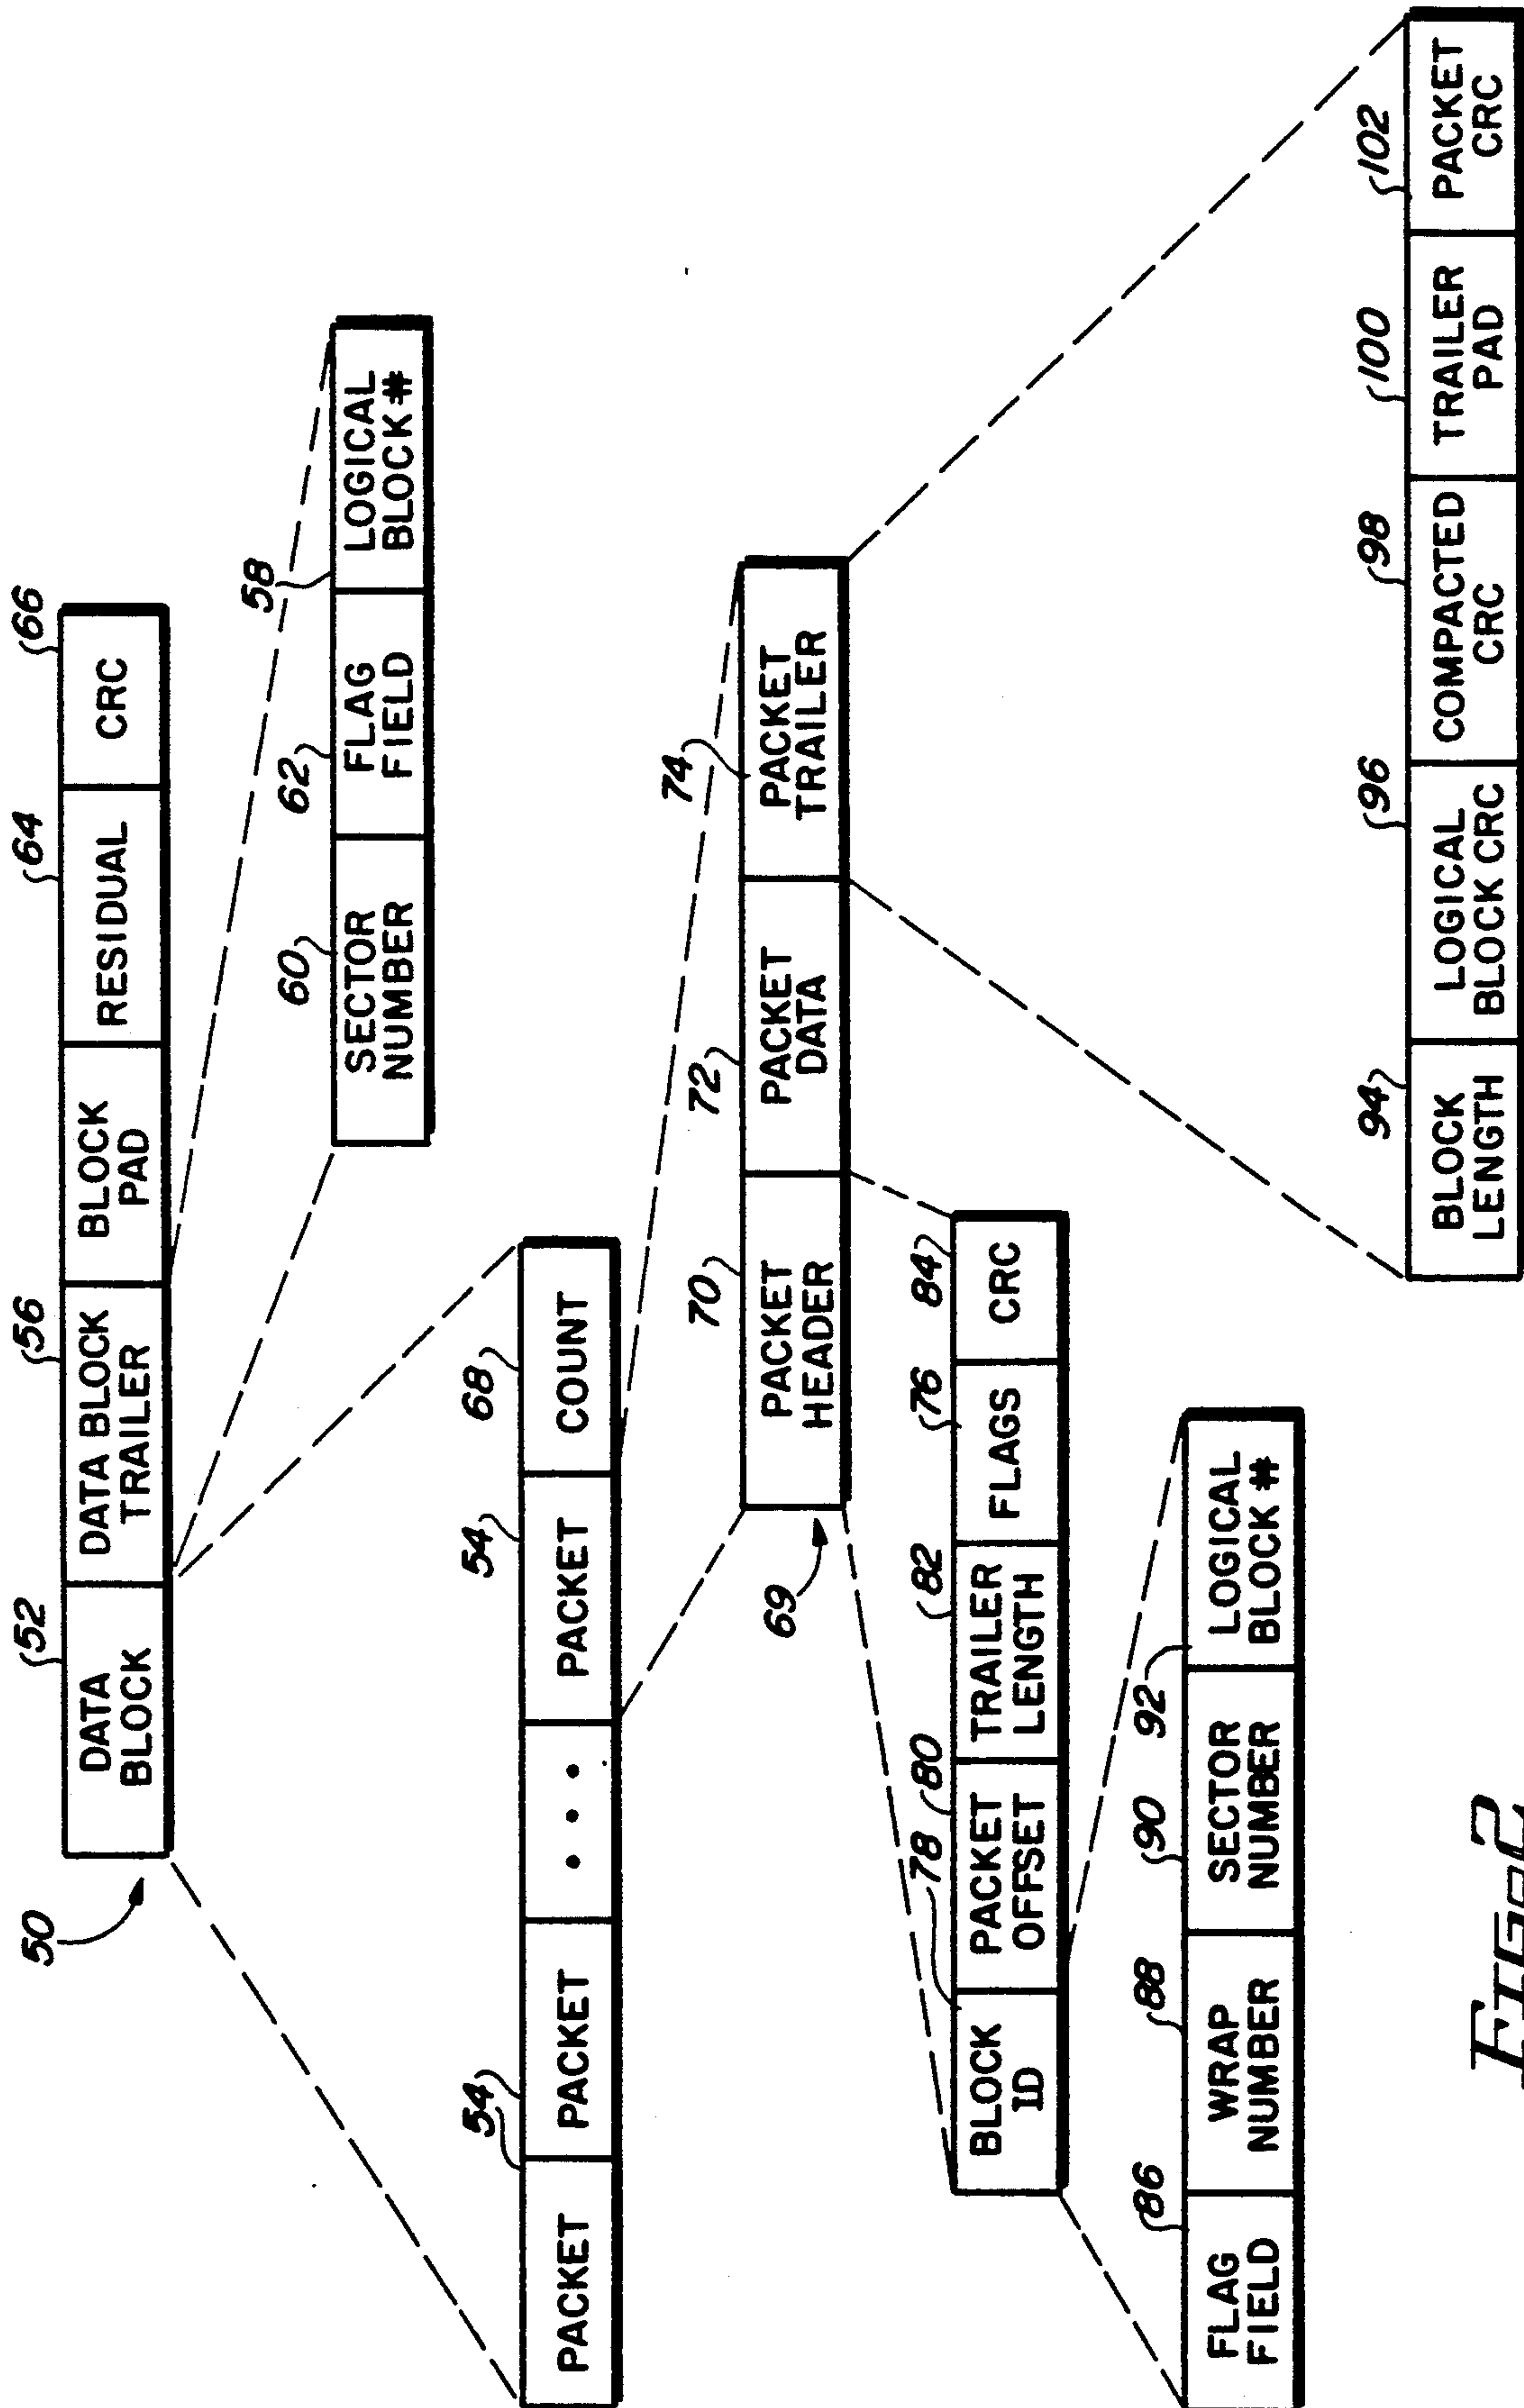 52
56
64
66
DATA
BLOCK
DATA BLOCK
TRAILER
BLOCK
PAD
RESIDUAL
CRC
50
60
62
58
SECTOR
NUMBER
FLAG
FIELD
LOGICAL
BLOCK #
54
54
68
PACKET
PACKET
• • •
PACKET
COUNT
70
72
74
PACKET
HEADER
PACKET
DATA
PACKET
TRAILER
69
78
80
82
76
84
BLOCK
ID
PACKET
OFFSET
TRAILER
LENGTH
FLAGS
CRC
86
88
90
92
FLAG
FIELD
WRAP
NUMBER
SECTOR
NUMBER
LOGICAL
BLOCK #
94
96
98
100
102
BLOCK
LENGTH
LOGICAL
BLOCK CRC
COMPACTED
CRC
TRAILER
PAD
PACKET
CRC
FIG. 2